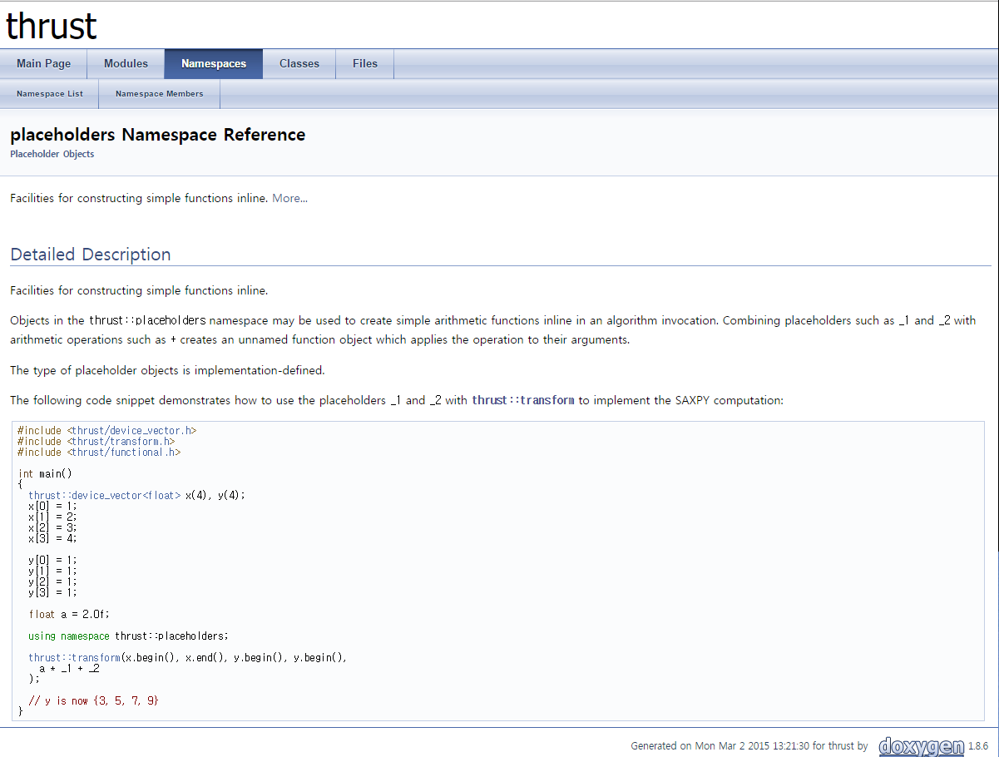 thrust
Main Page Modules Namespaces Classes Files
Namespace List Namespace Members
placeholders Namespace Reference
Placeholder Objects
Facilities for constructing simple functions inline. More...
Detailed Description
Facilities for constructing simple functions inline.
Objects in the thrust::placeholders namespace may be used to create simple arithmetic functions inline in an algorithm invocation. Combining placeholders such as _1 and _2 with
arithmetic operations such as + creates an unnamed function object which applies the operation to their arguments.
The type of placeholder objects is implementation-defined.
The following code snippet demonstrates how to use the placeholders _1 and _2 with thrust::transform to implement the SAXPY computation:
#include <thrust/device_vector.h>
#include <thrust/transform.h>
#include <thrust/functional.h>
int main()
{
thrust::device_vector<float> x(4), y(4);
x[0] = 1;
x[1] = 2;
x[2] = 3;
x[3] = 4;
y[0] = 1;
y[1] = 1;
y[2] = 1;
y[3] = 1;
float a = 2.0f;
using namespace thrust::placeholders;
thrust::transform(x.begin(), x.end(), y.begin(), y.begin(),
a * _1 + _2
);
// y is now {3, 5, 7, 9}
}
Generated on Mon Mar 2 2015 13:21:30 for thrust by doxygen 1.8.6